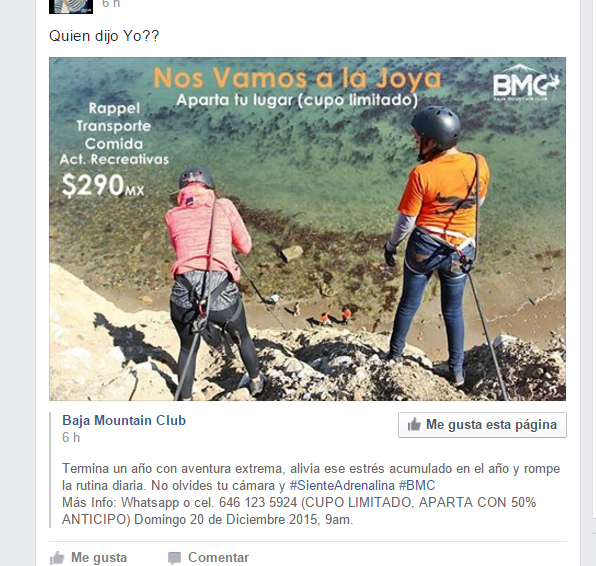 6 h
Quien dijo Yo??
Nos Vamos a la Joya
Aparta tu lugar (cupo limitado)
BMC
BAJA MOUNTAIN CLUB
Rappel
Transporte
Comida
Act. Recreativas
$290MX
Baja Mountain Club
6 h
Me gusta esta página
Termina un año con aventura extrema, alivia ese estrés acumulado en el año y rompe
la rutina diaria. No olvides tu cámara y #SienteAdrenalina #BMC
Más Info: Whatsapp o cel. 646 123 5924 (CUPO LIMITADO, APARTA CON 50%
ANTICIPO) Domingo 20 de Diciembre 2015, 9am.
Me gusta
Comentar